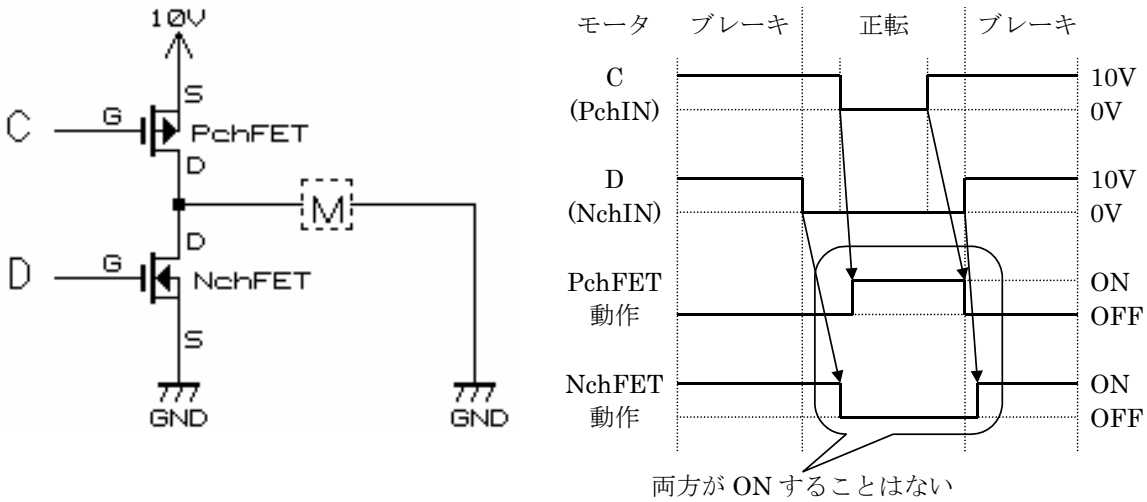 10V
S
C
G
PchFET
D
M
D
D
G
NchFET
S
GND
GND
モータ ブレーキ 正転 ブレーキ
C
(PchIN)
10V
0V
D
(NchIN)
10V
0V
PchFET
動作
ON
OFF
NchFET
動作
ON
OFF
両方が ON することはない